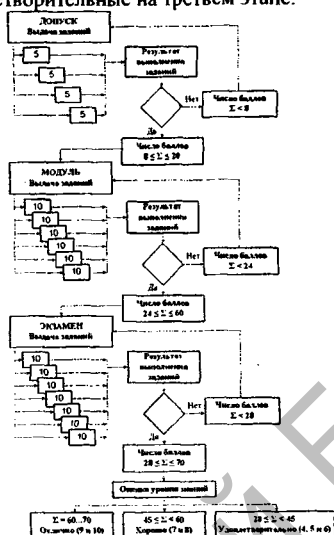 творительные на третьем этапе.
ДОПУСК
Выдача заданий
5
5
5
5
Результат
выполнения
заданий
Нет
Число баллов
Σ < 8
Да
Число баллов
8 ≤ Σ ≤ 20
МОДУЛЬ
Выдача заданий
10
10
10
10
10
10
Результат
выполнения
заданий
Нет
Число баллов
Σ < 24
Да
Число баллов
24 ≤ Σ ≤ 60
ЭКЗАМЕН
Выдача заданий
10
10
10
10
10
10
10
Результат
выполнения
заданий
Нет
Число баллов
Σ < 28
Да
Число баллов
28 ≤ Σ ≤ 70
Оценка уровня знаний
Σ = 60...70
Отлично (9 и 10)
45 ≤ Σ < 60
Хорошо (7 и 8)
28 ≤ Σ < 45
Удовлетворительно (4, 5 и 6)